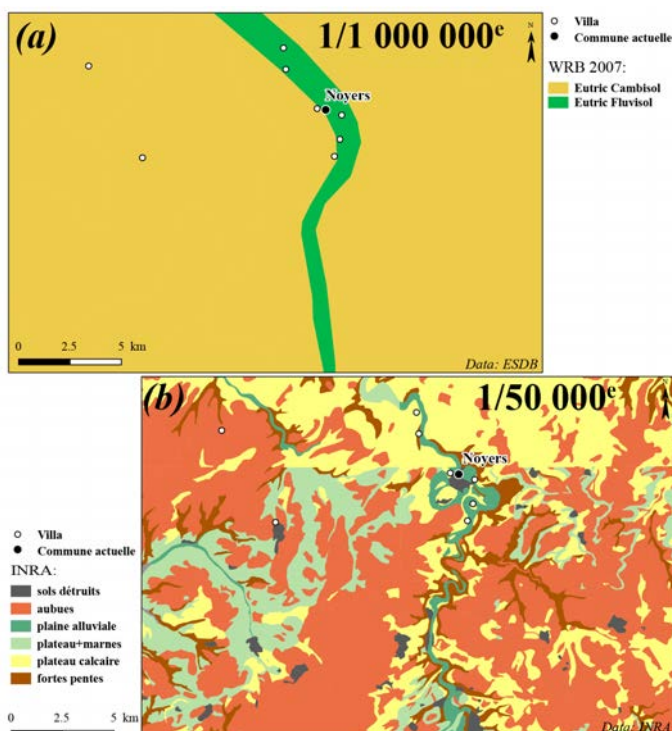 (a)
1/1 000 000e
N
Villa
Commune actuelle
WRB 2007:
Eutric Cambisol
Eutric Fluvisol
Noyers
0 2.5 5 km
Data: ESDB
(b)
1/50 000e
Noyers
Villa
Commune actuelle
INRA:
sols détruits
aubues
plaine alluviale
plateau+marnes
plateau calcaire
fortes pentes
0 2.5 5 km
Data: INRA